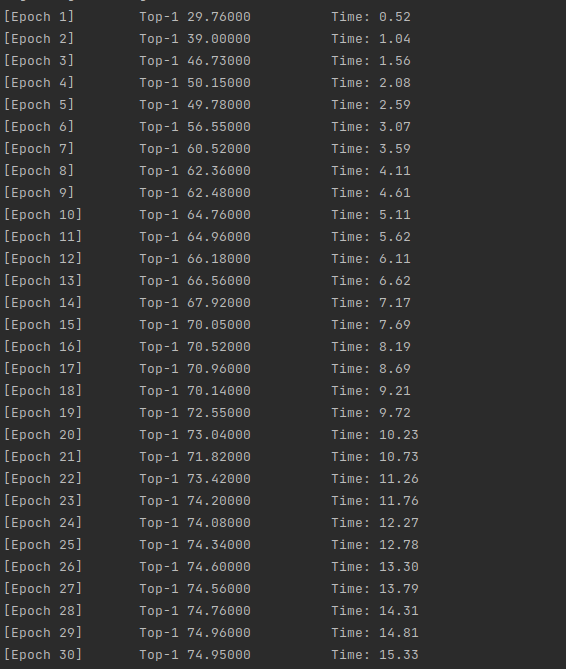 [Epoch 1] Top-1 29.76000 Time: 0.52
[Epoch 2] Top-1 39.00000 Time: 1.04
[Epoch 3] Top-1 46.73000 Time: 1.56
[Epoch 4] Top-1 50.15000 Time: 2.08
[Epoch 5] Top-1 49.78000 Time: 2.59
[Epoch 6] Top-1 56.55000 Time: 3.07
[Epoch 7] Top-1 60.52000 Time: 3.59
[Epoch 8] Top-1 62.36000 Time: 4.11
[Epoch 9] Top-1 62.48000 Time: 4.61
[Epoch 10] Top-1 64.76000 Time: 5.11
[Epoch 11] Top-1 64.96000 Time: 5.62
[Epoch 12] Top-1 66.18000 Time: 6.11
[Epoch 13] Top-1 66.56000 Time: 6.62
[Epoch 14] Top-1 67.92000 Time: 7.17
[Epoch 15] Top-1 70.05000 Time: 7.69
[Epoch 16] Top-1 70.52000 Time: 8.19
[Epoch 17] Top-1 70.96000 Time: 8.69
[Epoch 18] Top-1 70.14000 Time: 9.21
[Epoch 19] Top-1 72.55000 Time: 9.72
[Epoch 20] Top-1 73.04000 Time: 10.23
[Epoch 21] Top-1 71.82000 Time: 10.73
[Epoch 22] Top-1 73.42000 Time: 11.26
[Epoch 23] Top-1 74.20000 Time: 11.76
[Epoch 24] Top-1 74.08000 Time: 12.27
[Epoch 25] Top-1 74.34000 Time: 12.78
[Epoch 26] Top-1 74.60000 Time: 13.30
[Epoch 27] Top-1 74.56000 Time: 13.79
[Epoch 28] Top-1 74.76000 Time: 14.31
[Epoch 29] Top-1 74.96000 Time: 14.81
[Epoch 30] Top-1 74.95000 Time: 15.33